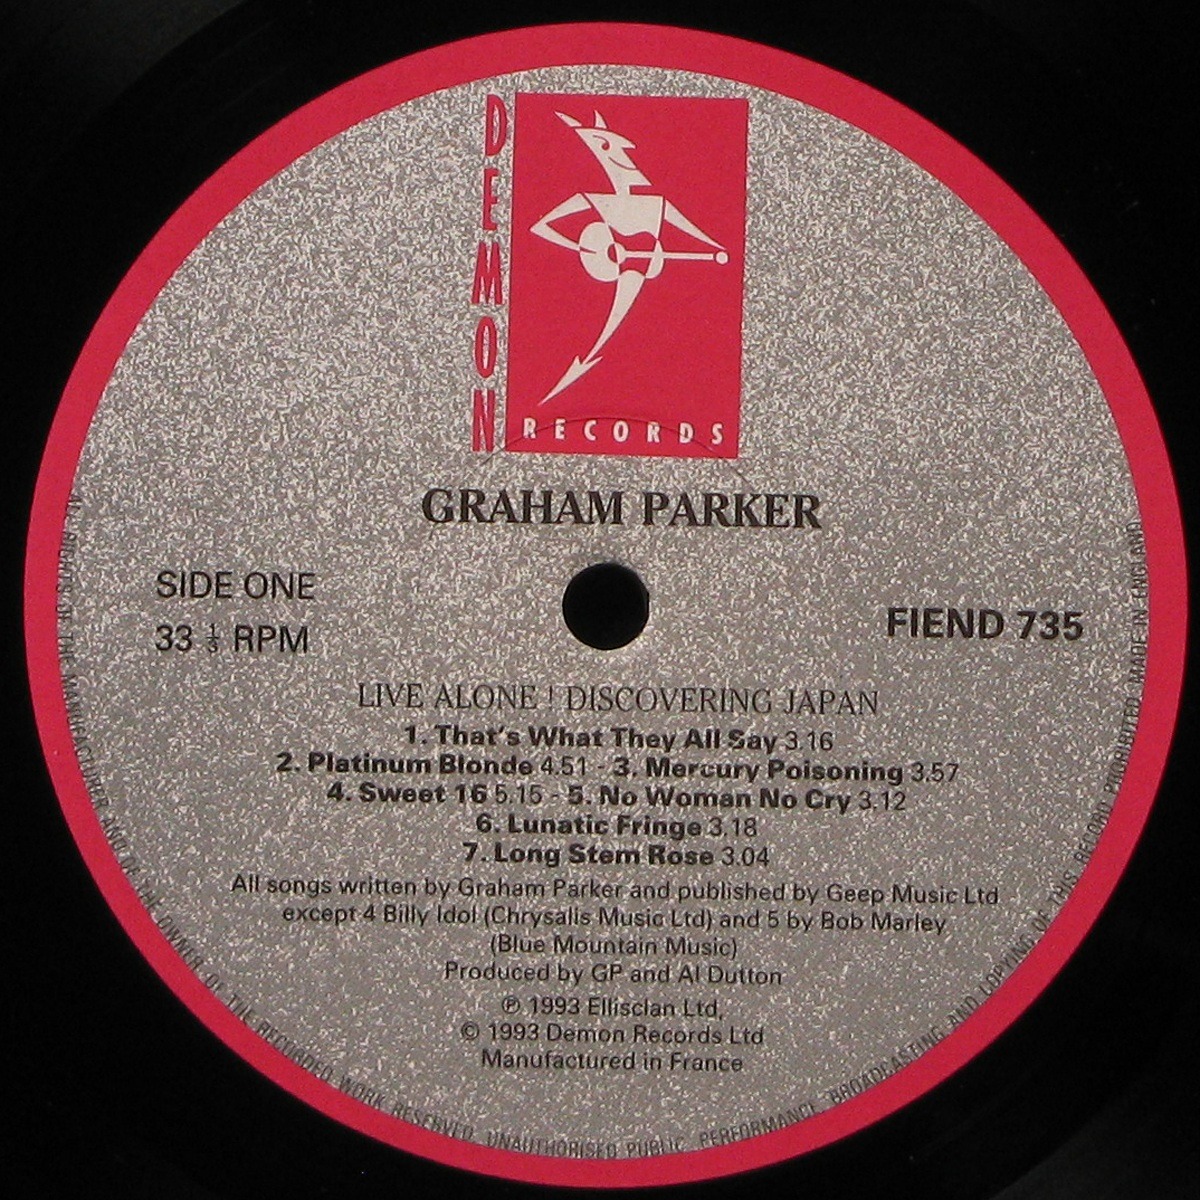 DEMON
RECORDS
GRAHAM PARKER
SIDE ONE
33 1/3 RPM
FIEND 735
LIVE ALONE ! DISCOVERING JAPAN
1. That's What They All Say 3.16
2. Platinum Blonde 4.51 - 3. Mercury Poisoning 3.57
4. Sweet 16 5.15 - 5. No Woman No Cry 3.12
6. Lunatic Fringe 3.18
7. Long Stem Rose 3.04
All songs written by Graham Parker and published by Geep Music Ltd
except 4 Billy Idol (Chrysalis Music Ltd) and 5 by Bob Marley
(Blue Mountain Music)
Produced by GP and Al Dutton
℗ 1993 Ellisclan Ltd,
© 1993 Demon Records Ltd
Manufactured in France
ALL RIGHTS OF THE MANUFACTURER AND OF THE OWNER OF THE RECORDED WORK RESERVED. UNAUTHORISED PUBLIC PERFORMANCE BROADCASTING AND COPYING OF THIS RECORD PROHIBITED MADE IN ENGLAND